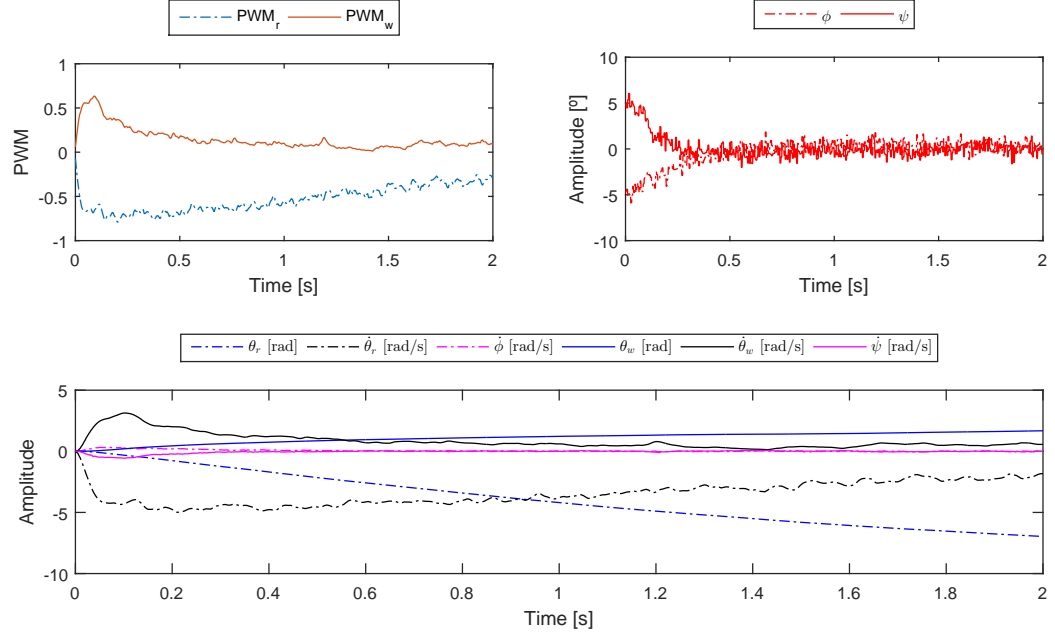 PWM_r PWM_w
1
0.5
0
-0.5
-1
PWM
0 0.5 1 1.5 2
Time [s]
ϕ ψ
10
5
0
-5
-10
Amplitude [º]
0 0.5 1 1.5 2
Time [s]
θ_r [rad] θ̇_r [rad/s] ϕ̇ [rad/s] θ_w [rad] θ̇_w [rad/s] ψ̇ [rad/s]
5
0
-5
-10
Amplitude
0 0.2 0.4 0.6 0.8 1 1.2 1.4 1.6 1.8 2
Time [s]